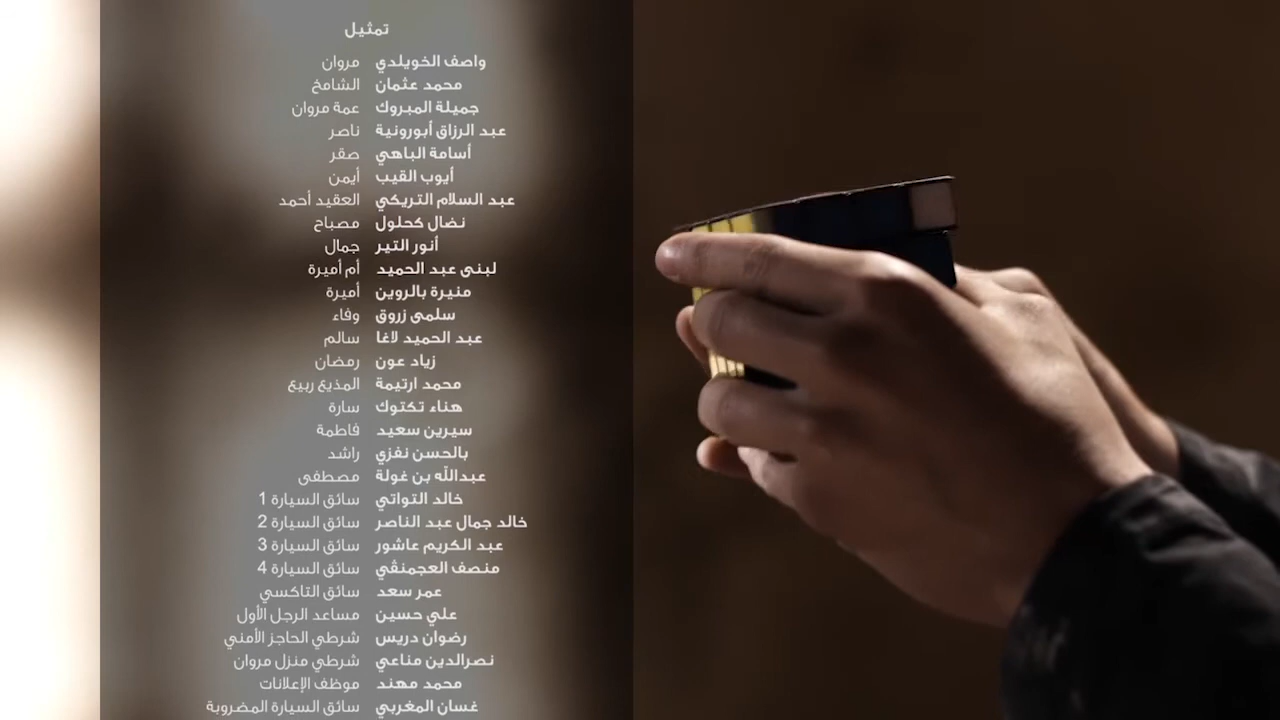 تمثيل
واصف الخويلدي مروان
محمد عثمان الشامخ
جميلة المبروك عمة مروان
عبد الرزاق أبورونية ناصر
أسامة الباهي صقر
أيوب القيب أيمن
عبد السلام التريكي العقيد أحمد
نضال كحلول مصباح
أنور التير جمال
لبنى عبد الحميد أم أميرة
منيرة بالروين أميرة
سلمى زروق وفاء
عبد الحميد لاغا سالم
زياد عون رمضان
محمد ارتيمة المذيع ربيع
هناء تكتوك سارة
سيرين سعيد فاطمة
بالحسن نفزي راشد
عبدالله بن غولة مصطفى
خالد التواتي سائق السيارة 1
خالد جمال عبد الناصر سائق السيارة 2
عبد الكريم عاشور سائق السيارة 3
منصف العجمنڤي سائق السيارة 4
عمر سعد سائق التاكسي
علي حسين مساعد الرجل الأول
رضوان دريس شرطي الحاجز الأمني
نصرالدين مناعي شرطي منزل مروان
محمد مهند موظف الإعلانات
غسان المغربي سائق السيارة المضروبة